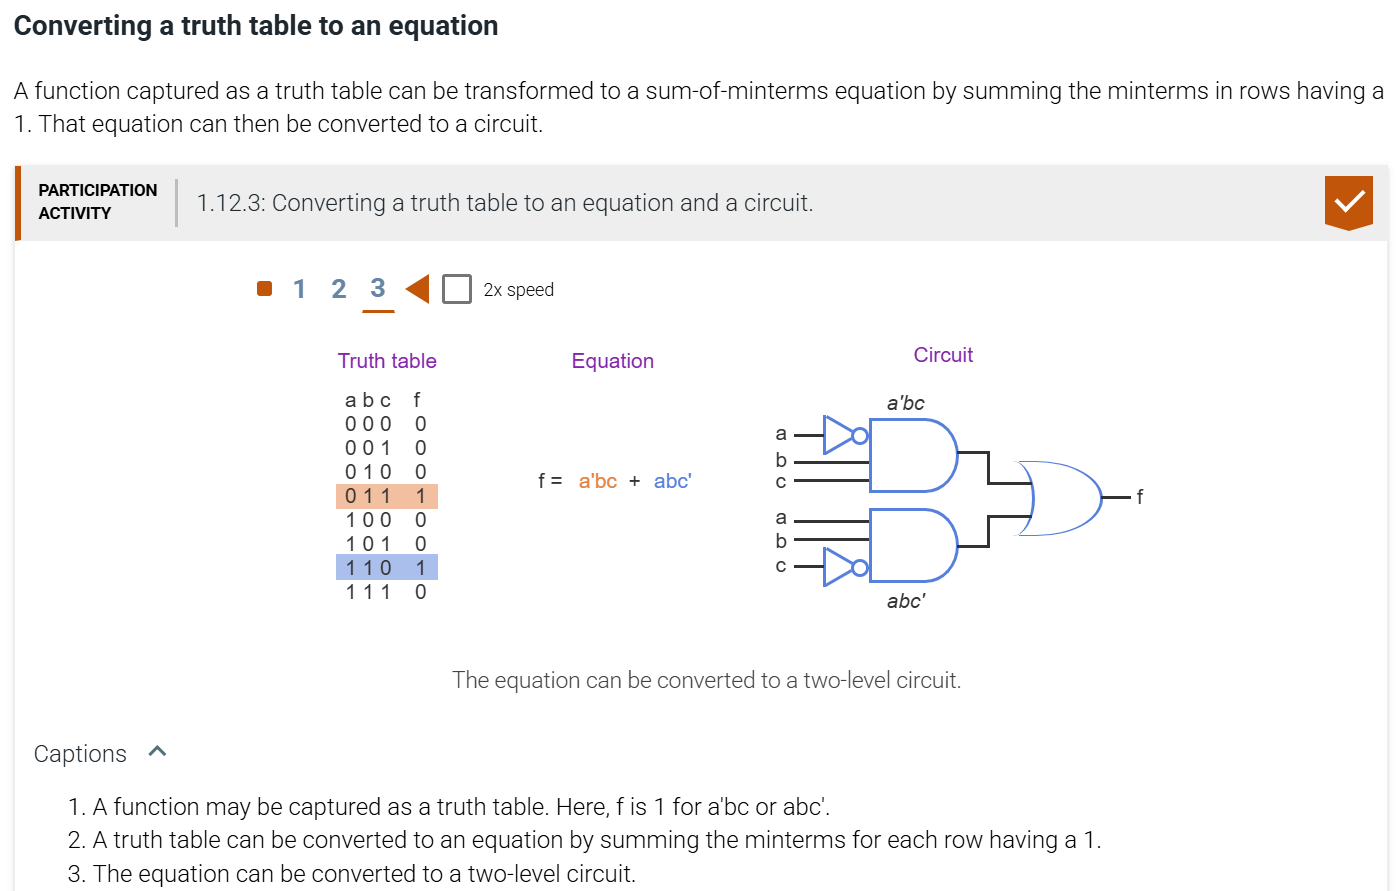 Converting a truth table to an equation
A function captured as a truth table can be transformed to a sum-of-minterms equation by summing the minterms in rows having a
1. That equation can then be converted to a circuit.
PARTICIPATION
ACTIVITY
1.12.3: Converting a truth table to an equation and a circuit.
1 2 3 2x speed
Truth table
a b c f
0 0 0 0
0 0 1 0
0 1 0 0
0 1 1 1
1 0 0 0
1 0 1 0
1 1 0 1
1 1 1 0
Equation
f = a'bc + abc'
Circuit
a'bc
a
b
c
a
b
c
f
abc'
The equation can be converted to a two-level circuit.
Captions
1. A function may be captured as a truth table. Here, f is 1 for a'bc or abc'.
2. A truth table can be converted to an equation by summing the minterms for each row having a 1.
3. The equation can be converted to a two-level circuit.